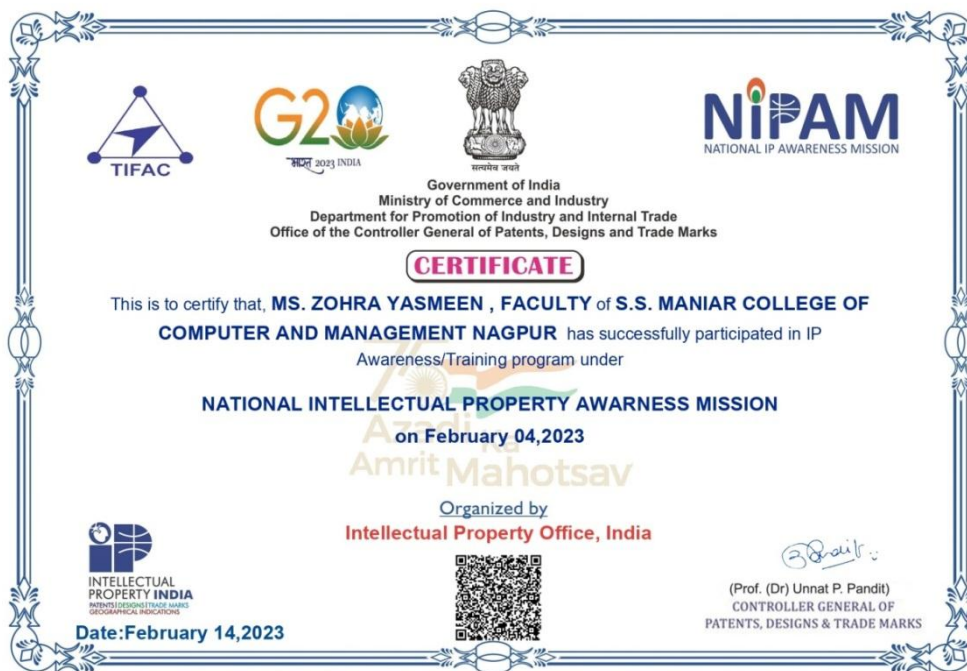 TIFAC
G20
भारत 2023 INDIA
सत्यमेव जयते
NIPAM
NATIONAL IP AWARENESS MISSION
Government of India
Ministry of Commerce and Industry
Department for Promotion of Industry and Internal Trade
Office of the Controller General of Patents, Designs and Trade Marks
CERTIFICATE
This is to certify that, MS. ZOHRA YASMEEN , FACULTY of S.S. MANIAR COLLEGE OF
COMPUTER AND MANAGEMENT NAGPUR has successfully participated in IP
Awareness/Training program under
NATIONAL INTELLECTUAL PROPERTY AWARNESS MISSION
on February 04,2023
Azadi Ka
Amrit Mahotsav
Organized by
Intellectual Property Office, India
IP
INTELLECTUAL
PROPERTY INDIA
PATENTS|DESIGNS|TRADE MARKS
GEOGRAPHICAL INDICATIONS
Date:February 14,2023
(Prof. (Dr) Unnat P. Pandit)
CONTROLLER GENERAL OF
PATENTS, DESIGNS & TRADE MARKS